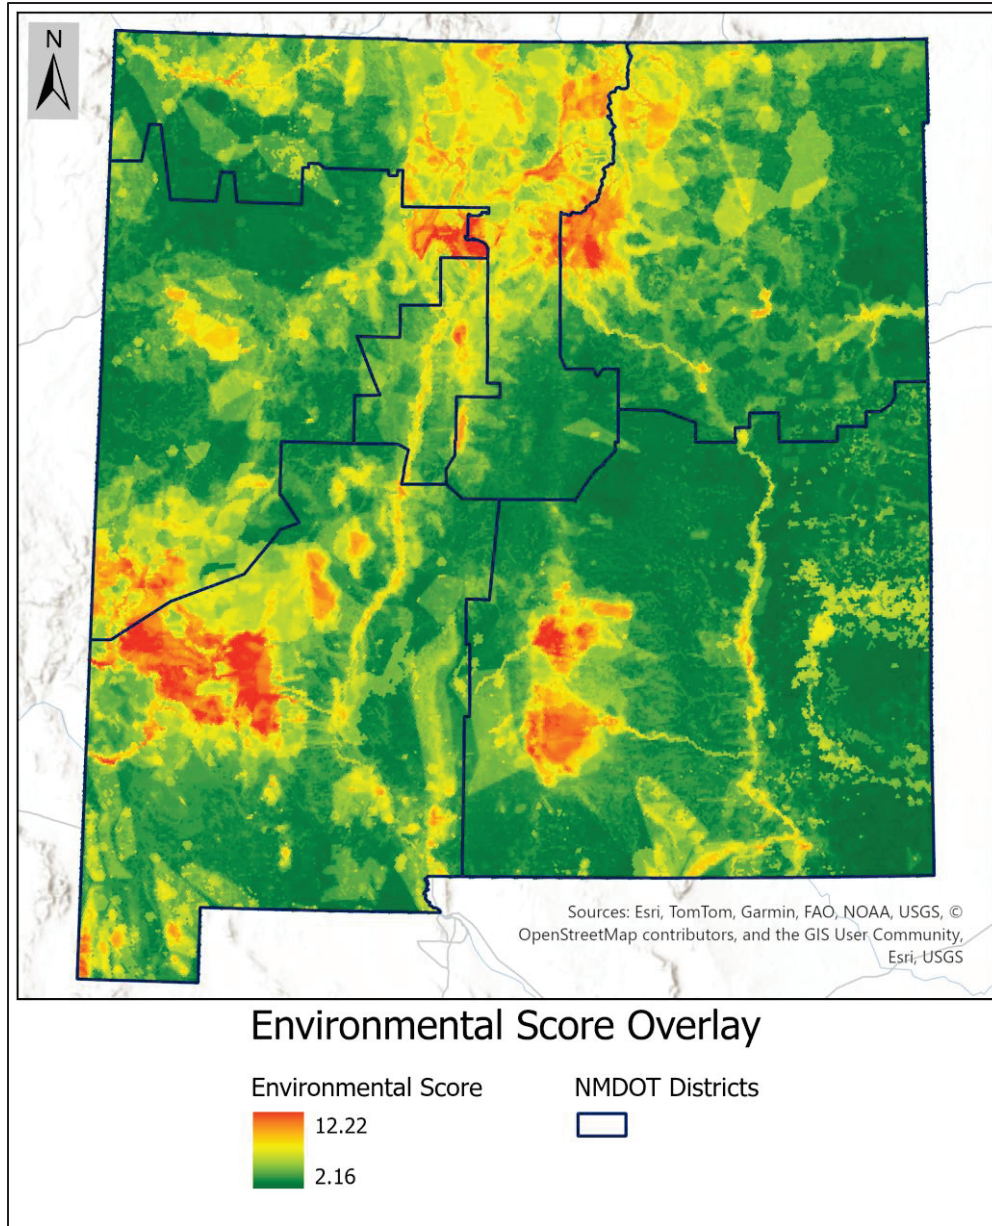 N
Sources: Esri, TomTom, Garmin, FAO, NOAA, USGS, ©
OpenStreetMap contributors, and the GIS User Community,
Esri, USGS
Environmental Score Overlay
Environmental Score
12.22
2.16
NMDOT Districts